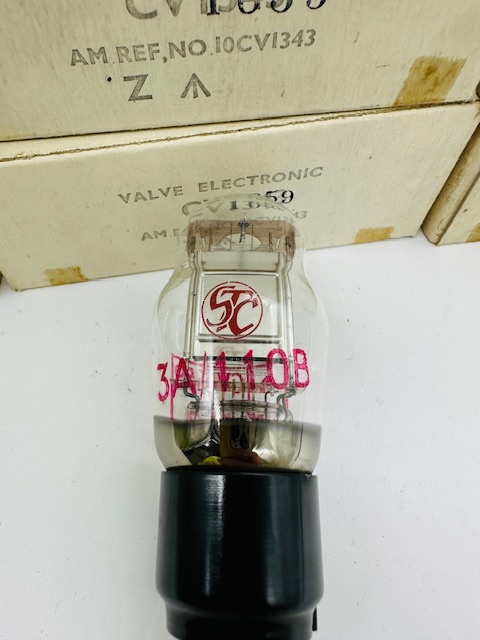 AM REF,NO.10CV1343
Z
VALVE ELECTRONIC
CV1659
STC
3A/110B